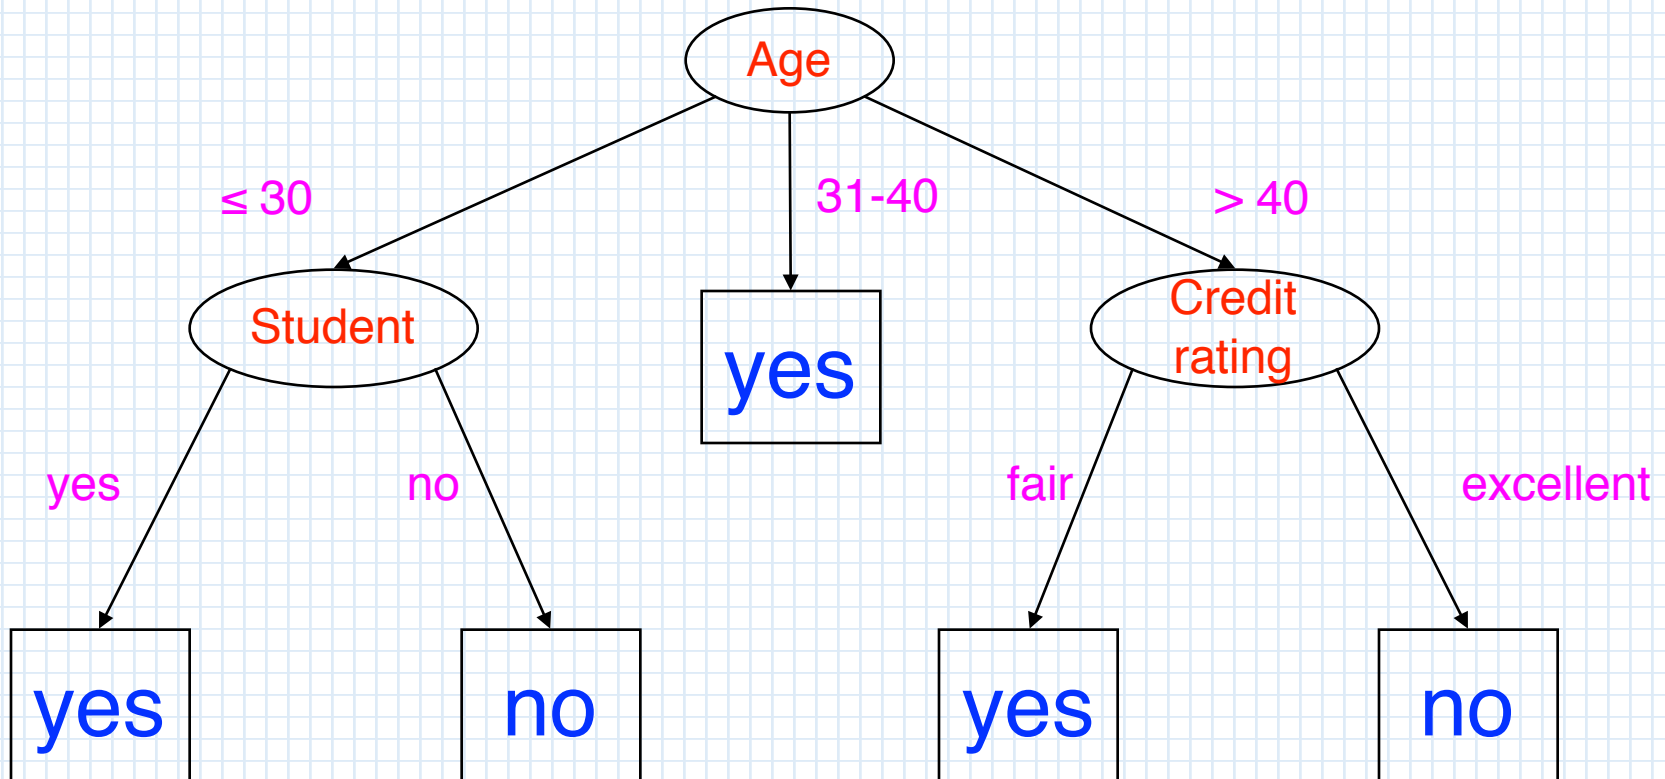 Age
≤ 30
31-40
> 40
Student
yes
Credit
rating
yes
no
fair
excellent
yes
no
yes
no